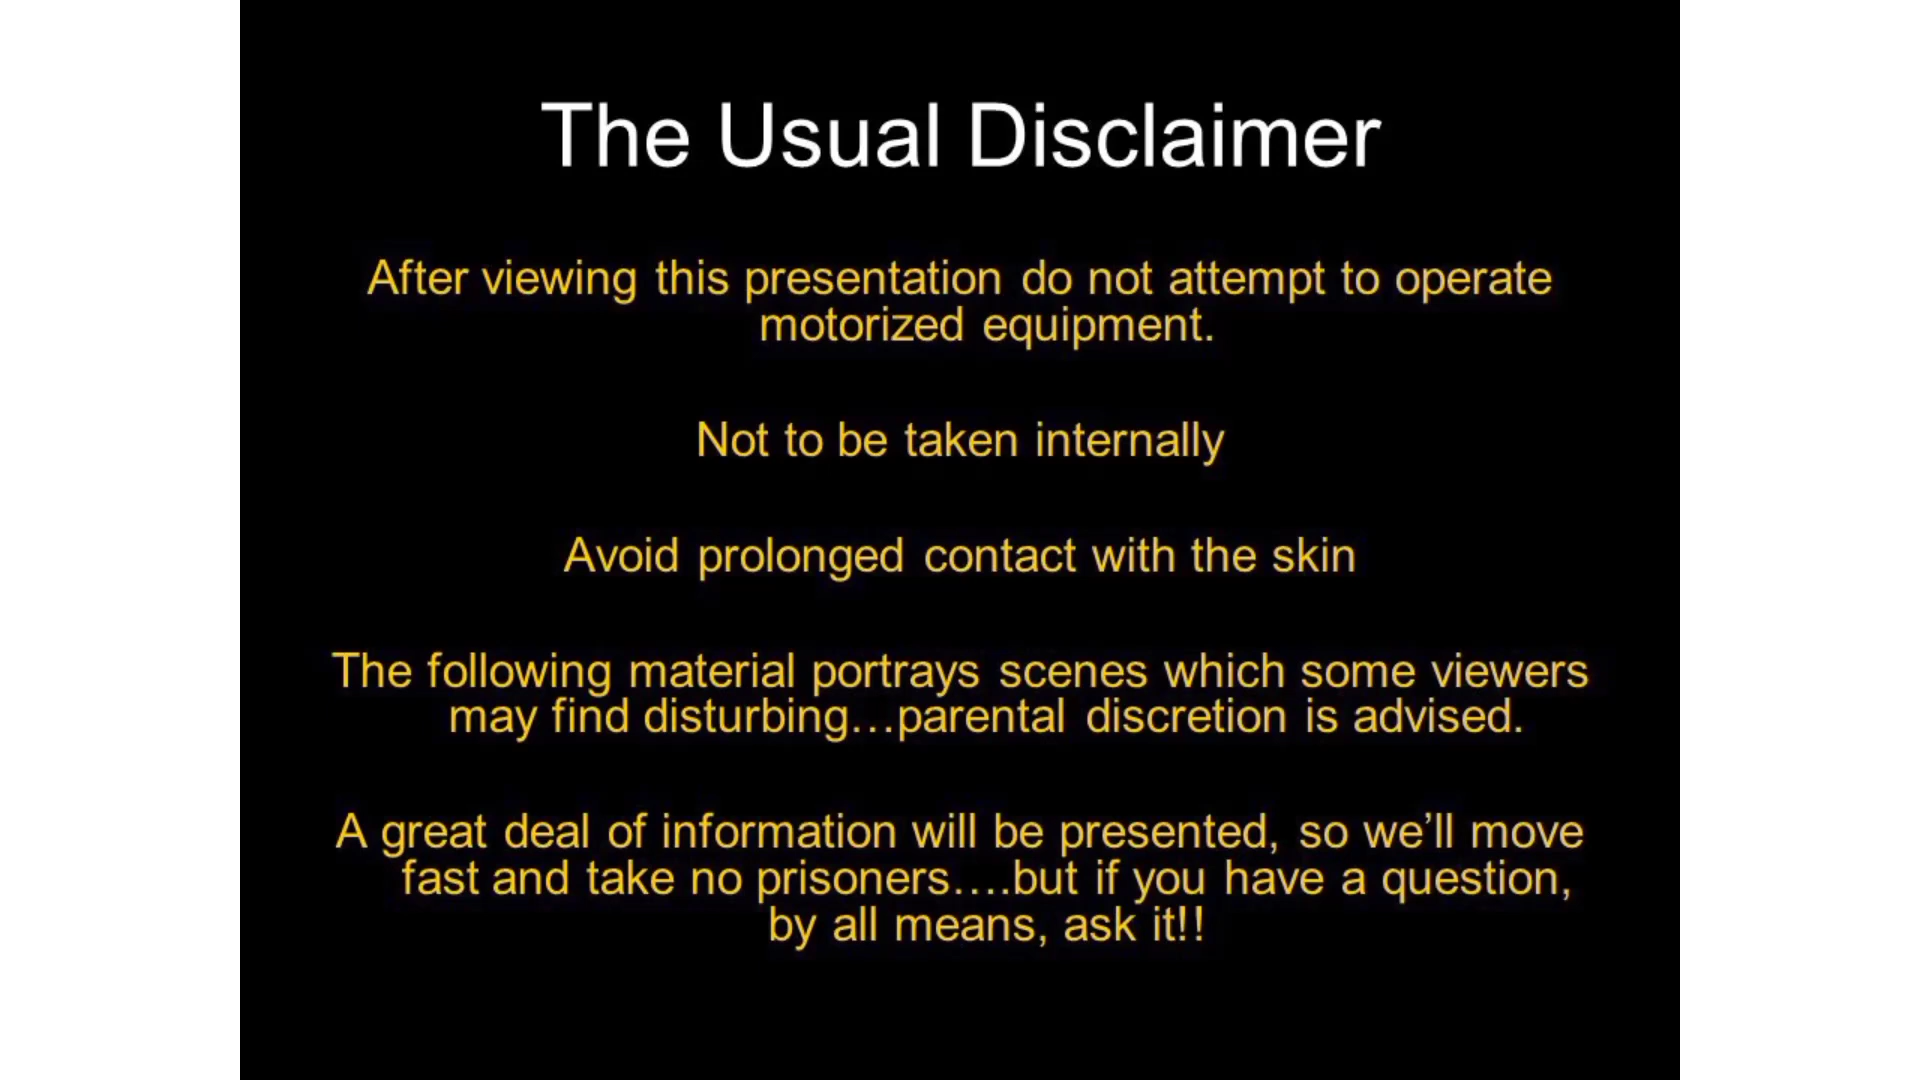 The Usual Disclaimer
After viewing this presentation do not attempt to operate
motorized equipment.
Not to be taken internally
Avoid prolonged contact with the skin
The following material portrays scenes which some viewers
may find disturbing…parental discretion is advised.
A great deal of information will be presented, so we’ll move
fast and take no prisoners….but if you have a question,
by all means, ask it!!